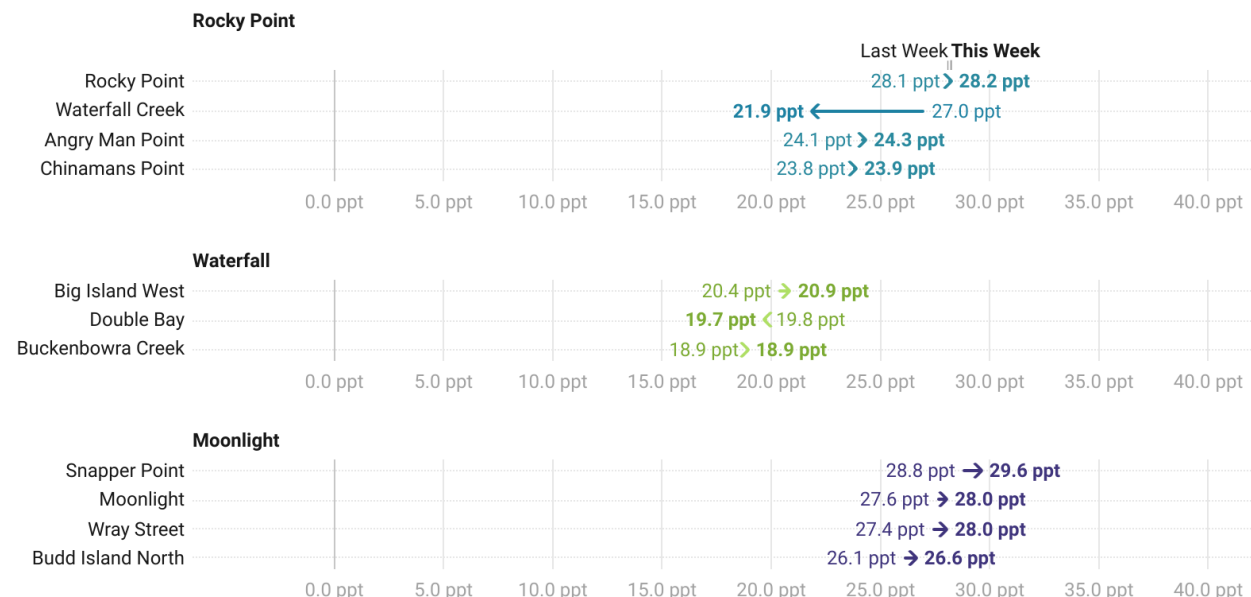 Rocky Point
Last Week This Week
Rocky Point 28.1 ppt 28.2 ppt
Waterfall Creek 21.9 ppt 27.0 ppt
Angry Man Point 24.1 ppt 24.3 ppt
Chinamans Point 23.8 ppt 23.9 ppt
0.0 ppt 5.0 ppt 10.0 ppt 15.0 ppt 20.0 ppt 25.0 ppt 30.0 ppt 35.0 ppt 40.0 ppt
Waterfall
Big Island West 20.4 ppt 20.9 ppt
Double Bay 19.7 ppt 19.8 ppt
Buckenbowra Creek 18.9 ppt 18.9 ppt
0.0 ppt 5.0 ppt 10.0 ppt 15.0 ppt 20.0 ppt 25.0 ppt 30.0 ppt 35.0 ppt 40.0 ppt
Moonlight
Snapper Point 28.8 ppt 29.6 ppt
Moonlight 27.6 ppt 28.0 ppt
Wray Street 27.4 ppt 28.0 ppt
Budd Island North 26.1 ppt 26.6 ppt
0.0 ppt 5.0 ppt 10.0 ppt 15.0 ppt 20.0 ppt 25.0 ppt 30.0 ppt 35.0 ppt 40.0 ppt